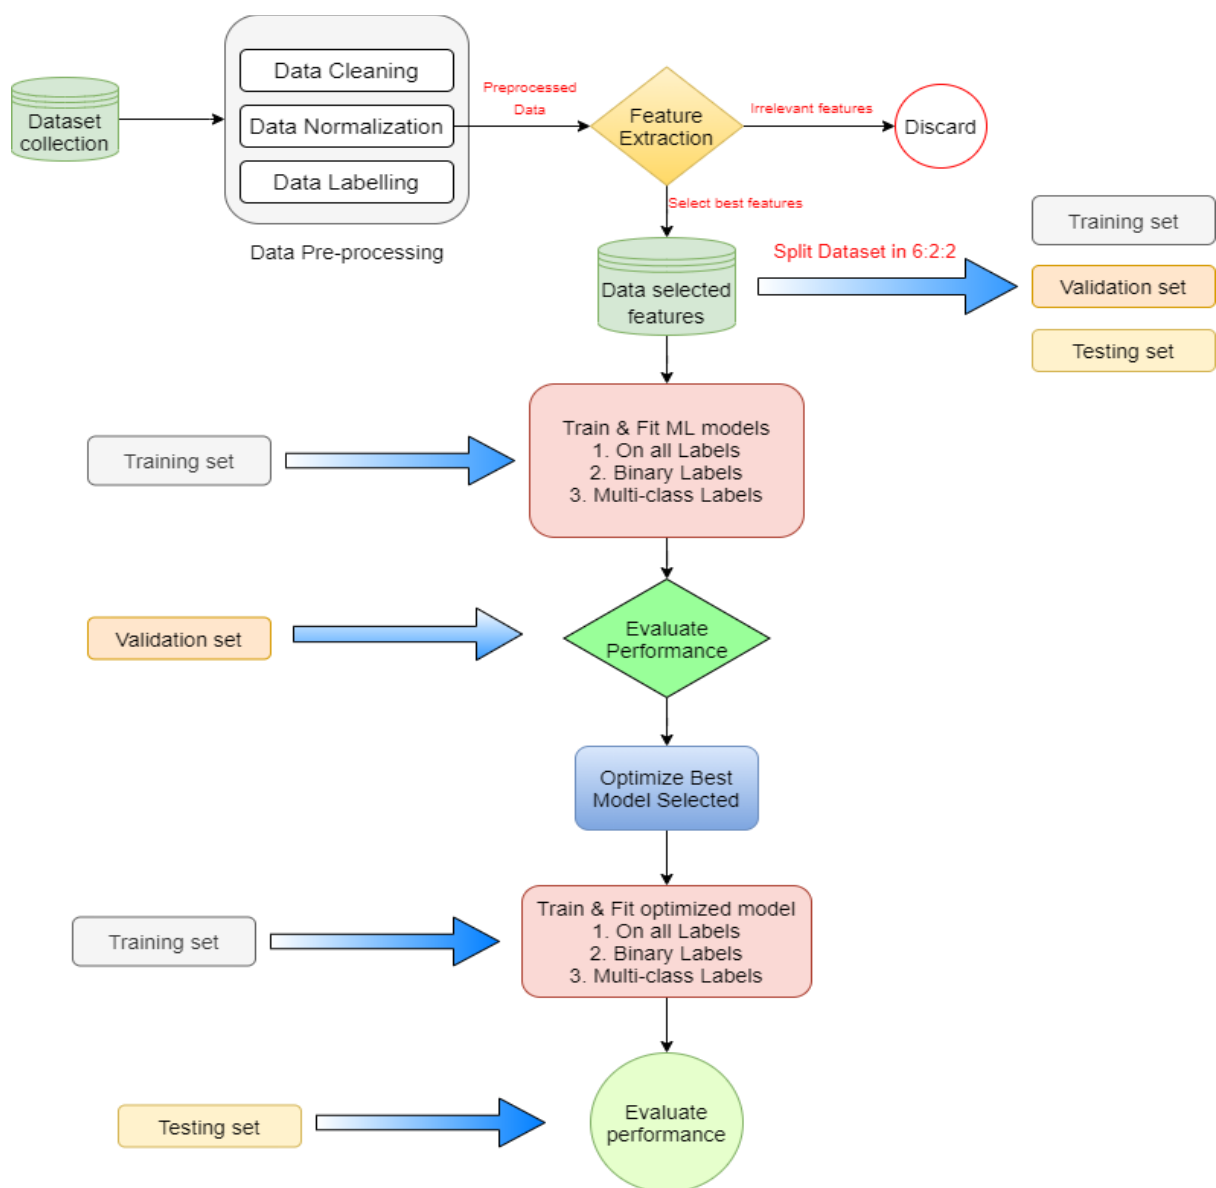 Dataset
collection
Data Cleaning
Data Normalization
Data Labelling
Data Pre-processing
Preprocessed
Data
Feature
Extraction
Irrelevant features
Discard
Select best features
Data selected
features
Split Dataset in 6:2:2
Training set
Validation set
Testing set
Training set
Train & Fit ML models
1. On all Labels
2. Binary Labels
3. Multi-class Labels
Validation set
Evaluate
Performance
Optimize Best
Model Selected
Training set
Train & Fit optimized model
1. On all Labels
2. Binary Labels
3. Multi-class Labels
Testing set
Evaluate
performance